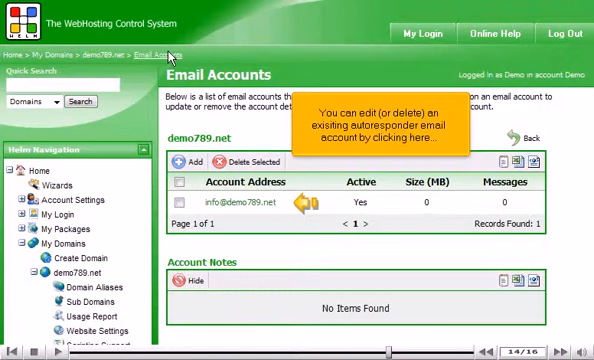 HELM
The WebHosting Control System
My Login
Online Help
Log Out
Home > My Domains > demo789.net > Email Accounts
Quick Search
Domains
Search
Helm Navigation
Home
Wizards
Account Settings
My Login
My Packages
My Domains
Create Domain
demo789.net
Domain Aliases
Sub Domains
Usage Report
Website Settings
Scripting Support
Email Accounts
Logged in as Demo in account Demo
Below is a list of email accounts
on an email account to
update or remove the account
count.
You can edit (or delete) an
exisiting autoresponder email
account by clicking here...
demo789.net
Back
Add
Delete Selected
Account Address Active Size (MB) Messages
info@demo789.net Yes 0 0
Page 1 of 1 < 1 > Records Found: 1
Account Notes
Hide
No Items Found
14/16